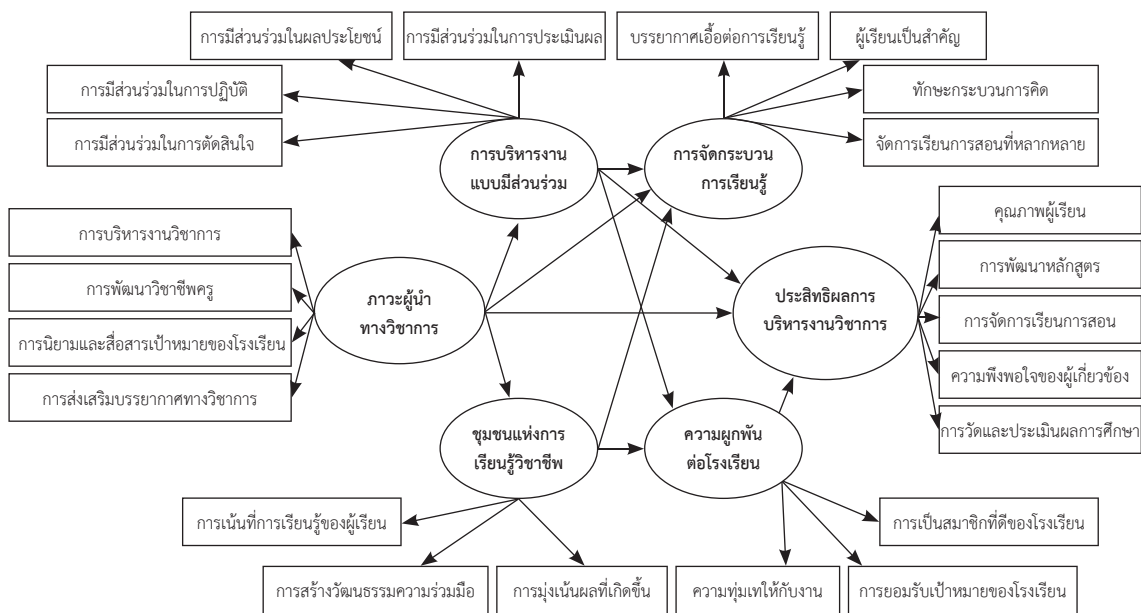 การมีส่วนร่วมในผลประโยชน์
การมีส่วนร่วมในการประเมินผล
บรรยากาศเอื้อต่อการเรียนรู้
ผู้เรียนเป็นสำคัญ
การมีส่วนร่วมในการปฏิบัติ
ทักษะกระบวนการคิด
การมีส่วนร่วมในการตัดสินใจ
จัดการเรียนการสอนที่หลากหลาย
การบริหารงาน
แบบมีส่วนร่วม
การจัดกระบวน
การเรียนรู้
การบริหารงานวิชาการ
การพัฒนาวิชาชีพครู
การนิยามและสื่อสารเป้าหมายของโรงเรียน
การส่งเสริมบรรยากาศทางวิชาการ
ภาวะผู้นำ
ทางวิชาการ
ประสิทธิผลการ
บริหารงานวิชาการ
คุณภาพผู้เรียน
การพัฒนาหลักสูตร
การจัดการเรียนการสอน
ความพึงพอใจของผู้เกี่ยวข้อง
การวัดและประเมินผลการศึกษา
ชุมชนแห่งการ
เรียนรู้วิชาชีพ
ความผูกพัน
ต่อโรงเรียน
การเน้นที่การเรียนรู้ของผู้เรียน
การเป็นสมาชิกที่ดีของโรงเรียน
การสร้างวัฒนธรรมความร่วมมือ
การมุ่งเน้นผลที่เกิดขึ้น
ความทุ่มเทให้กับงาน
การยอมรับเป้าหมายของโรงเรียน